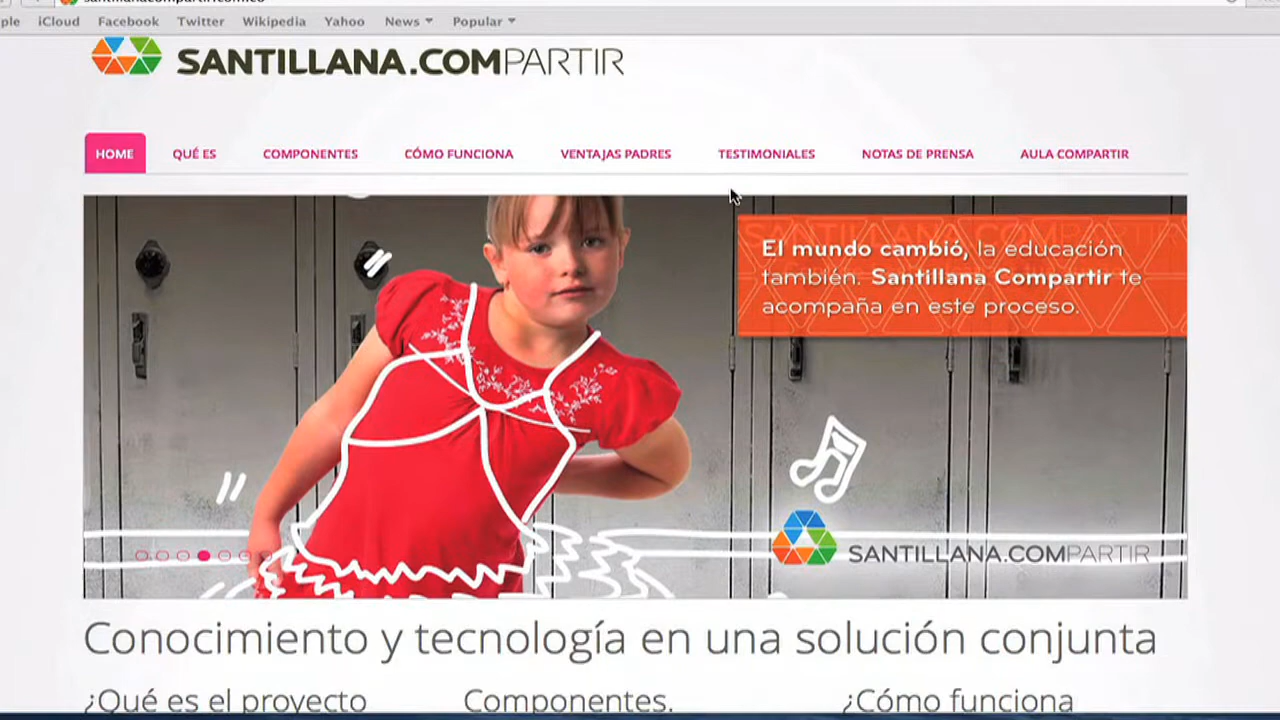 iCloud Facebook Twitter Wikipedia Yahoo News Popular
SANTILLANA.COMPARTIR
HOME QUÉ ES COMPONENTES CÓMO FUNCIONA VENTAJAS PADRES TESTIMONIALES NOTAS DE PRENSA AULA COMPARTIR
El mundo cambió, la educación
también. Santillana Compartir te
acompaña en este proceso.
SANTILLANA.COMPARTIR
Conocimiento y tecnología en una solución conjunta
¿Qué es el proyecto Componentes. ¿Cómo funciona